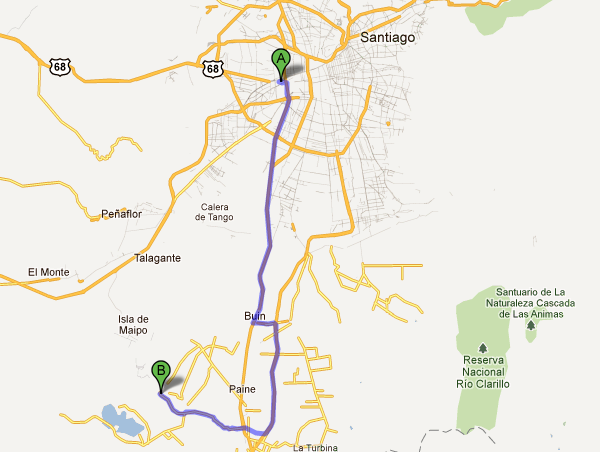 Santiago
68
68
A
Peñaflor
Calera
de Tango
Talagante
El Monte
Santuario de La
Naturaleza Cascada
de Las Animas
Isla de
Maipo
Buin
Reserva
Nacional
Río Clarillo
B
Paine
La Turbina